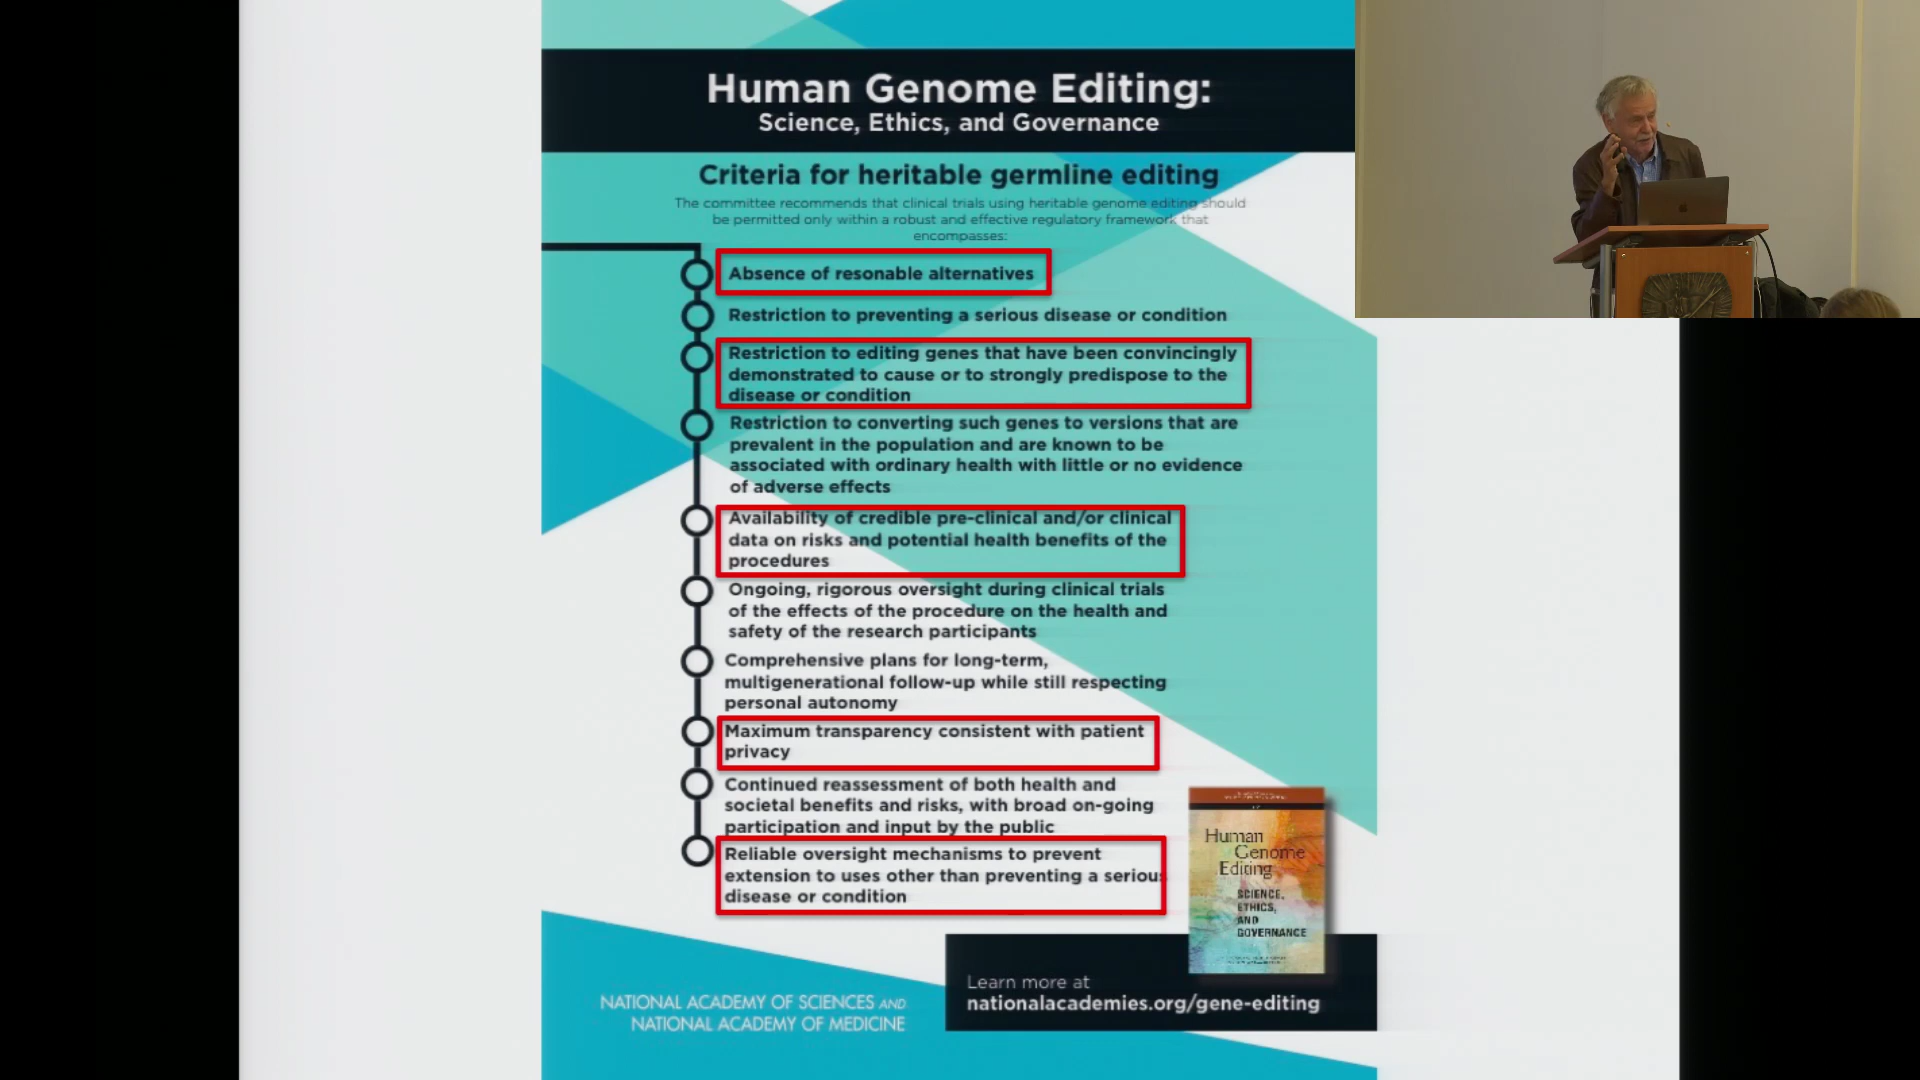 Human Genome Editing:
Science, Ethics, and Governance
Criteria for heritable germline editing
The committee recommends that clinical trials using heritable genome editing should
be permitted only within a robust and effective regulatory framework that
encompasses:
Absence of resonable alternatives
Restriction to preventing a serious disease or condition
Restriction to editing genes that have been convincingly
demonstrated to cause or to strongly predispose to the
disease or condition
Restriction to converting such genes to versions that are
prevalent in the population and are known to be
associated with ordinary health with little or no evidence
of adverse effects
Availability of credible pre-clinical and/or clinical
data on risks and potential health benefits of the
procedures
Ongoing, rigorous oversight during clinical trials
of the effects of the procedure on the health and
safety of the research participants
Comprehensive plans for long-term,
multigenerational follow-up while still respecting
personal autonomy
Maximum transparency consistent with patient
privacy
Continued reassessment of both health and
societal benefits and risks, with broad on-going
participation and input by the public
Reliable oversight mechanisms to prevent
extension to uses other than preventing a serious
disease or condition
Human
Genome
Editing
SCIENCE,
ETHICS,
AND
GOVERNANCE
Learn more at
nationalacademies.org/gene-editing
NATIONAL ACADEMY OF SCIENCES AND
NATIONAL ACADEMY OF MEDICINE